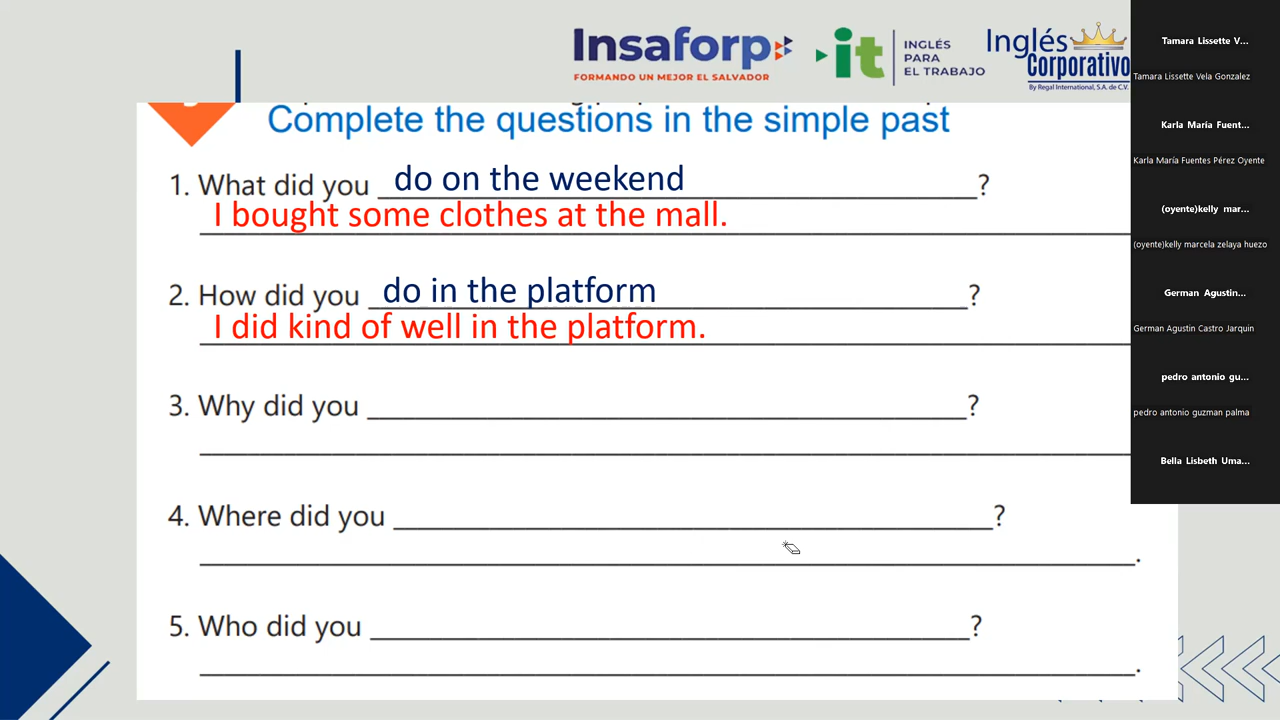 Insaforp
FORMANDO UN MEJOR EL SALVADOR
it
INGLÉS
PARA
EL TRABAJO
Inglés
Corporativo
By Regal International, S.A. de C.V.
Complete the questions in the simple past
1. What did you do on the weekend?
I bought some clothes at the mall.
2. How did you do in the platform?
I did kind of well in the platform.
3. Why did you ____________________?
4. Where did you ____________________?
____________________.
5. Who did you ____________________?
____________________.
Tamara Lissette V...
Tamara Lissette Vela Gonzalez
Karla María Fuent...
Karla María Fuentes Pérez Oyente
(oyente)kelly mar...
(oyente)kelly marcela zelaya huezo
German Agustin...
German Agustin Castro Jarquin
pedro antonio gu...
pedro antonio guzman palma
Bella Lisbeth Uma...